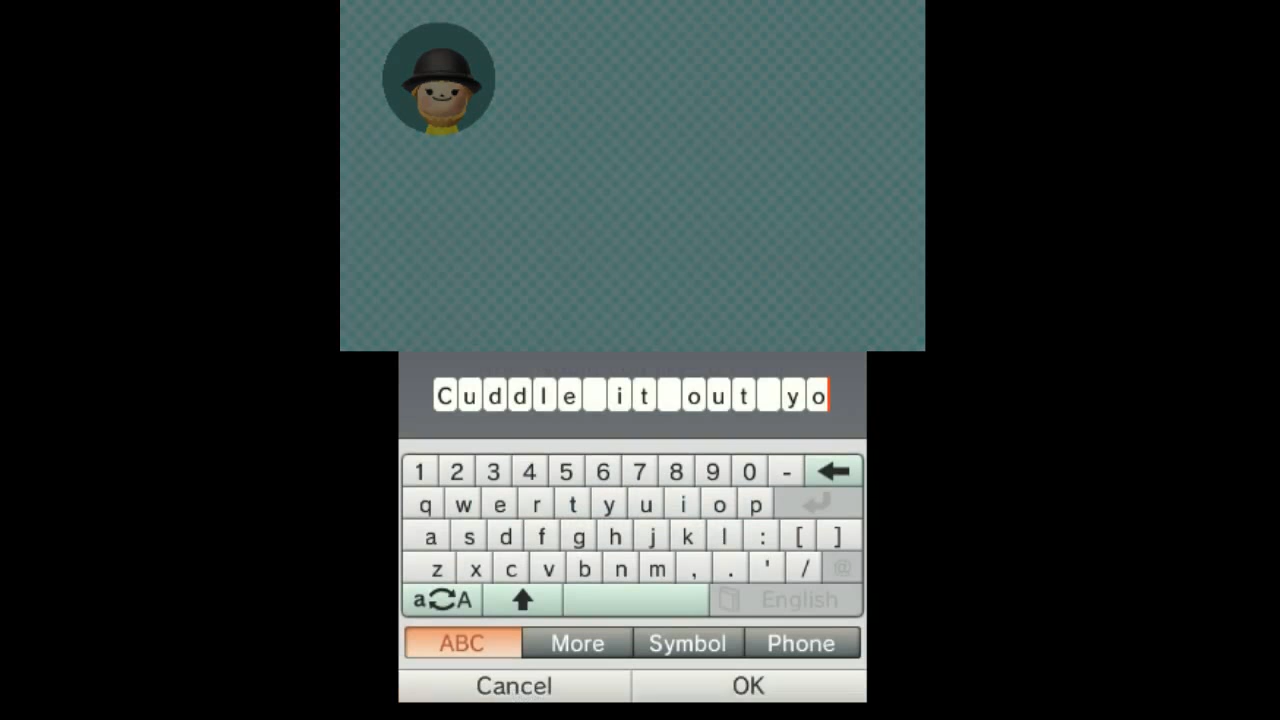 Cuddle it out yo
1 2 3 4 5 6 7 8 9 0 -
q w e r t y u i o p
a s d f g h j k l : [ ]
z x c v b n m , . ' / @
a A English
ABC More Symbol Phone
Cancel OK